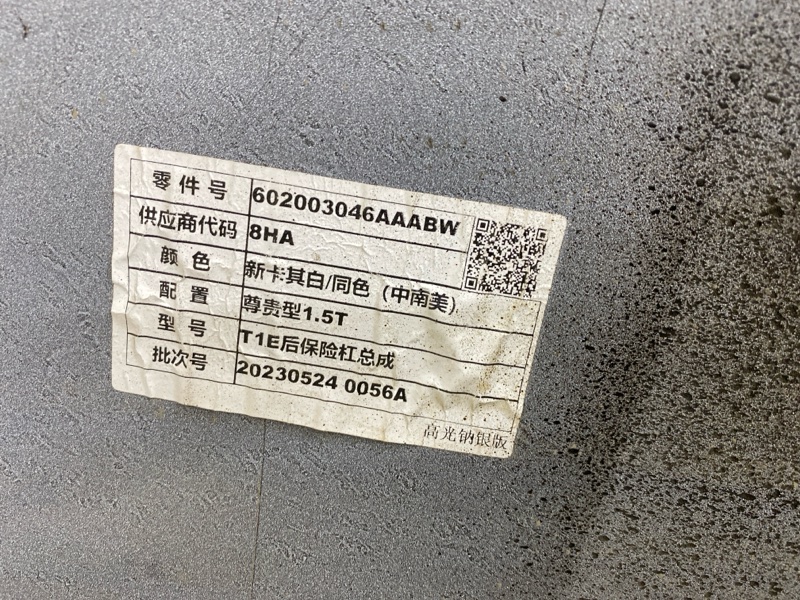 零件号 602003046AAABW
供应商代码 8HA
颜色 新卡其白/同色（中南美）
配置 尊贵型1.5T
型号 T1E后保险杠总成
批次号 20230524 0056A
高光钠银版